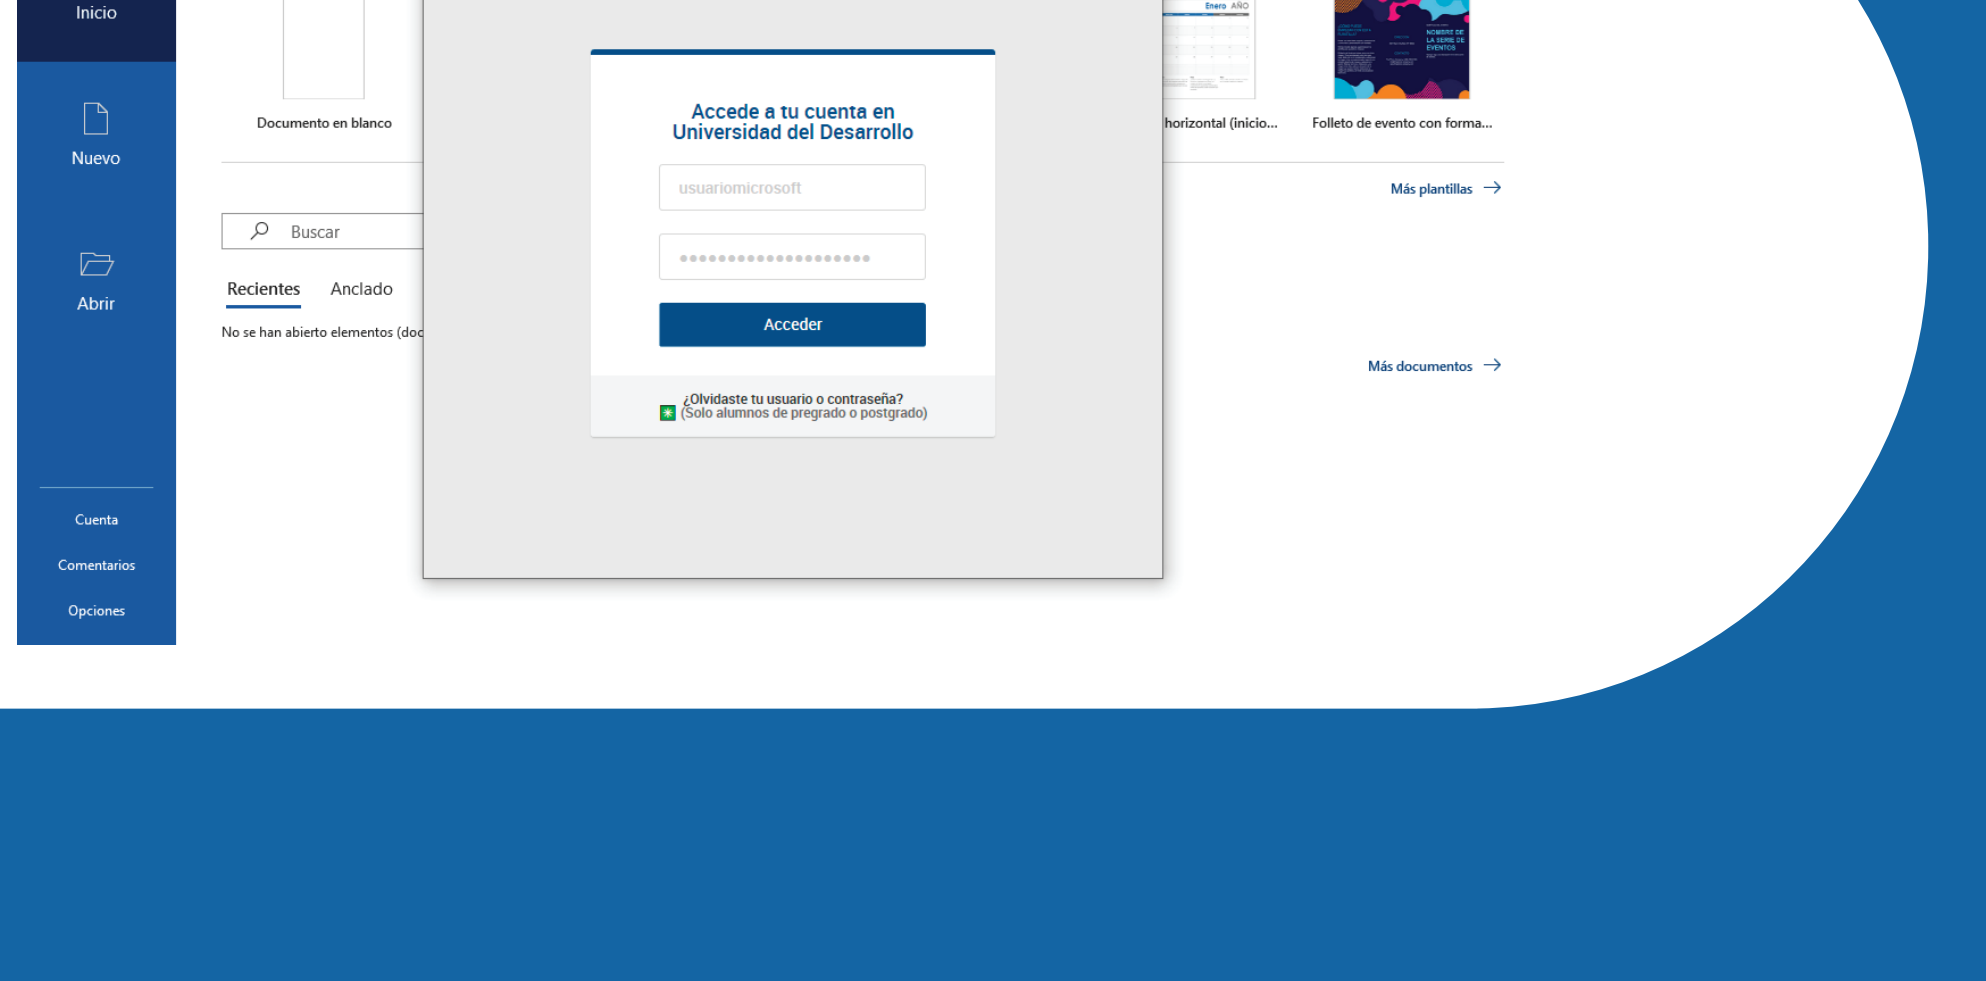 Inicio
Nuevo
Abrir
Cuenta
Comentarios
Opciones
Documento en blanco
Buscar
Recientes Anclado
No se han abierto elementos (doc
Accede a tu cuenta en
Universidad del Desarrollo
usuariomicrosoft
Acceder
¿Olvidaste tu usuario o contraseña?
(Solo alumnos de pregrado o postgrado)
Enero AÑO
horizontal (inicio...
NOMBRE DE
LA SERIE DE
EVENTOS
Folleto de evento con forma...
Más plantillas
Más documentos